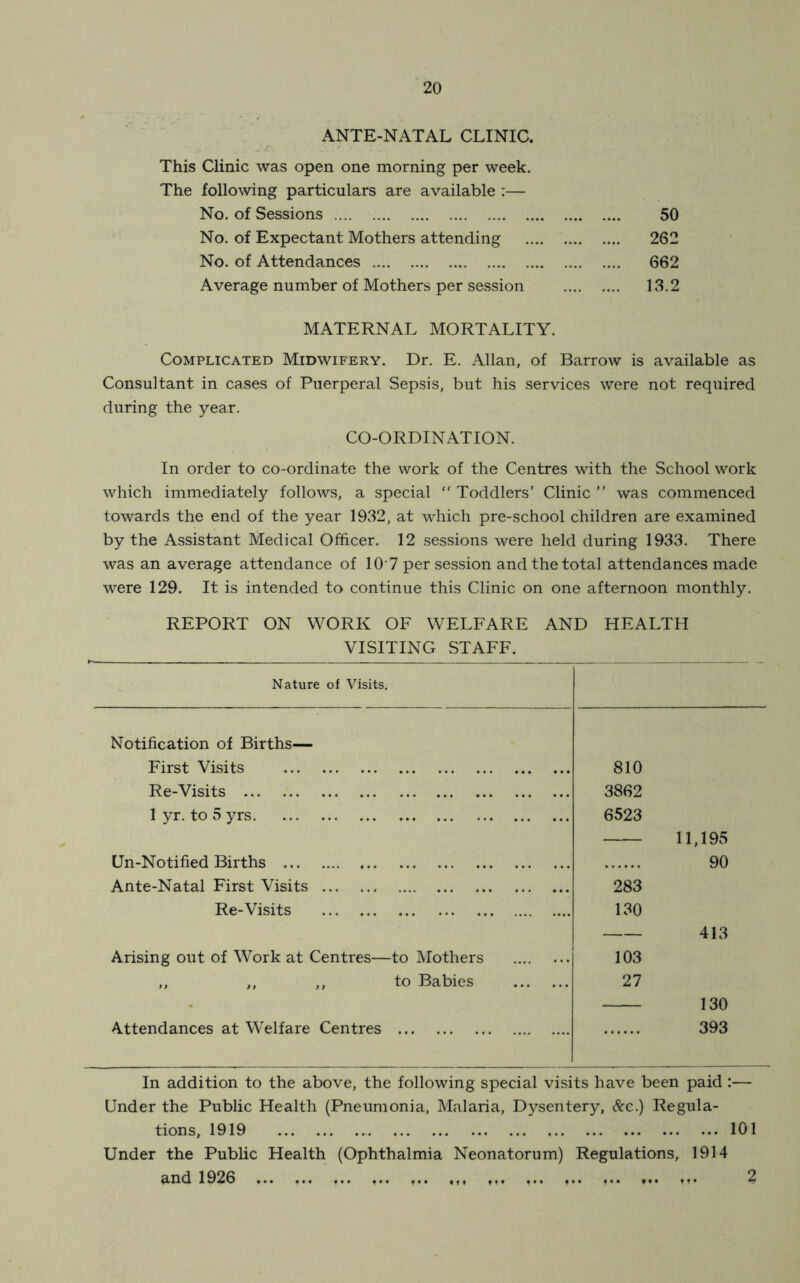 20
ANTE-NATAL CLINIC.
This Clinic was open one morning per week.
The following particulars are available :—
No. of Sessions .... .... .... .... .... .... .... .... 50
No. of Expectant Mothers attending .... .... .... 262
No. of Attendances .... .... .... .... .... .... .... 662
Average number of Mothers per session .... .... 13.2
MATERNAL MORTALITY.
Complicated Midwifery. Dr. E. Allan, of Barrow is available as
Consultant in cases of Puerperal Sepsis, but his services were not required
during the year.
CO-ORDINATION.
In order to co-ordinate the work of the Centres with the School work
which immediately follows, a special “ Toddlers’ Clinic ” was commenced
towards the end of the year 1932, at which pre-school children are examined
by the Assistant Medical Officer. 12 sessions were held during 1933. There
was an average attendance of 10·7 per session and the total attendances made
were 129. It is intended to continue this Clinic on one afternoon monthly.
REPORT ON WORK OF WELFARE AND HEALTH
VISITING STAFF.
Nature of Visits.
Notification of Births—
First Visits ... ... ... ... ... ... ... ... 810
Re-Visits ... ... ... ... ... ... ... ... ... 3862
1 yr. to 5 yrs. ... ... ... ... ... ... ... ... 6523
—— 11,195
Un-Notified Births ... .... ... ... ... ... ... ... ...... 90
Ante-Natal First Visits ... ... .... ... ... ... ... 283
Re-Visits ... ... ... ... ... .... .... 130
—— 413
Arising out of Work at Centres—to Mothers .... ... 103
,, ,, ,, to Babies ... ... 27
—— 130
Attendances at Welfare Centres ... ... ... .... .... ...... 393
In addition to the above, the following special visits have been paid :—
Under the Public Health (Pneumonia, Malaria, Dysentery, &c.) Regula-
tions, 1919 ... ... ... ... ... ... ... ... ... ... ... ... 101
Under the Public Health (Ophthalmia Neonatorum) Regulations, 1914
and 1926 ... ... ... ... ... ... ... ... ... ... ... ... 2